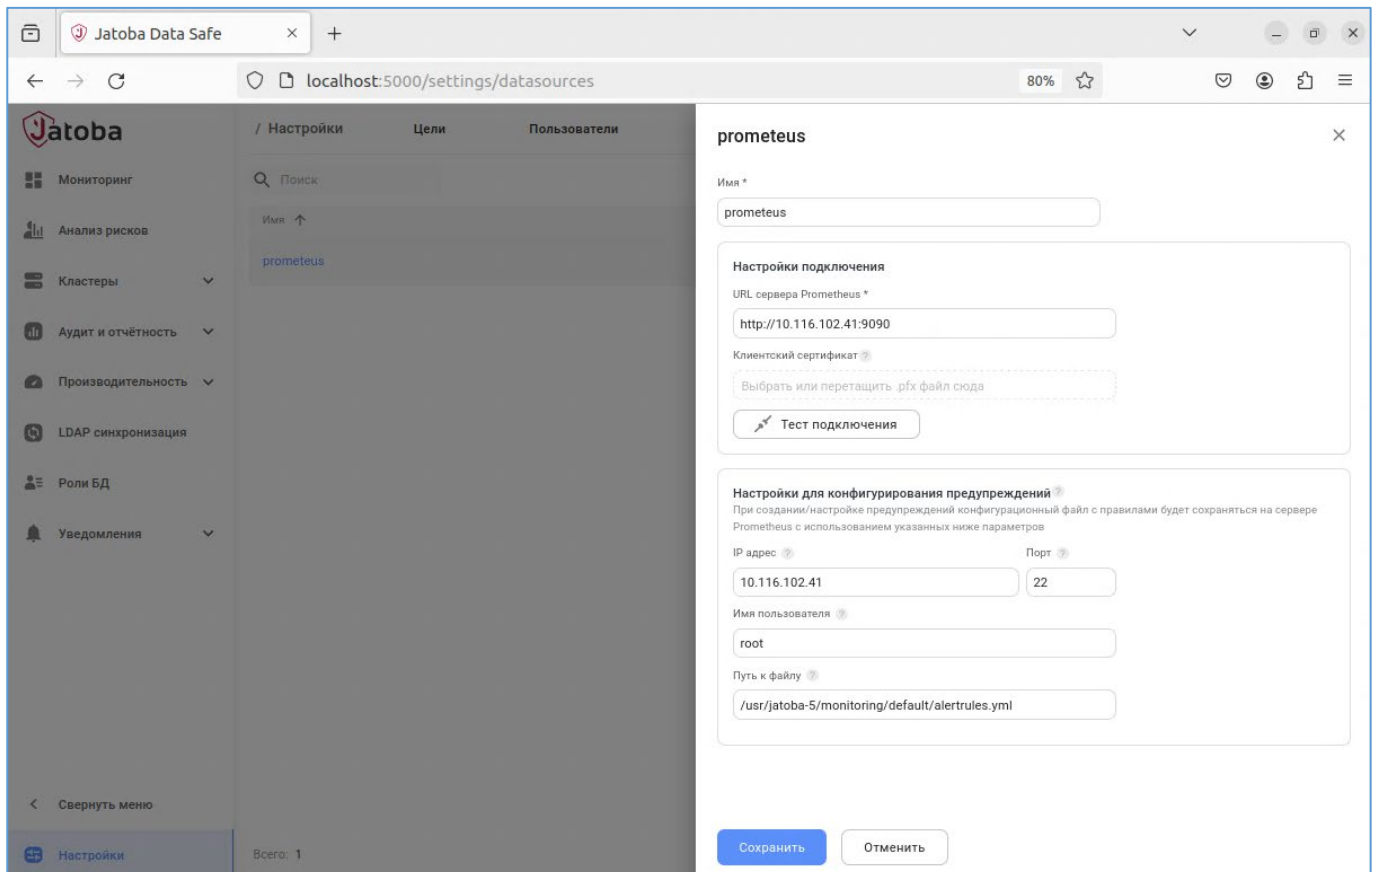 Jatoba Data Safe
localhost:5000/settings/datasources
80%
Jatoba
/ Настройки
Цели
Пользователи
Мониторинг
Анализ рисков
Кластеры
Аудит и отчётность
Производительность
LDAP синхронизация
Роли БД
Уведомления
Свернуть меню
Настройки
Поиск
Имя
prometeus
Всего: 1
prometeus
Имя *
prometeus
Настройки подключения
URL сервера Prometheus *
http://10.116.102.41:9090
Клиентский сертификат ?
Выбрать или перетащить .pfx файл сюда
Тест подключения
Настройки для конфигурирования предупреждений ?
При создании/настройке предупреждений конфигурационный файл с правилами будет сохраняться на сервере
Prometheus с использованием указанных ниже параметров
IP адрес ?
Порт ?
10.116.102.41
22
Имя пользователя ?
root
Путь к файлу ?
/usr/jatoba-5/monitoring/default/alertrules.yml
Сохранить
Отменить